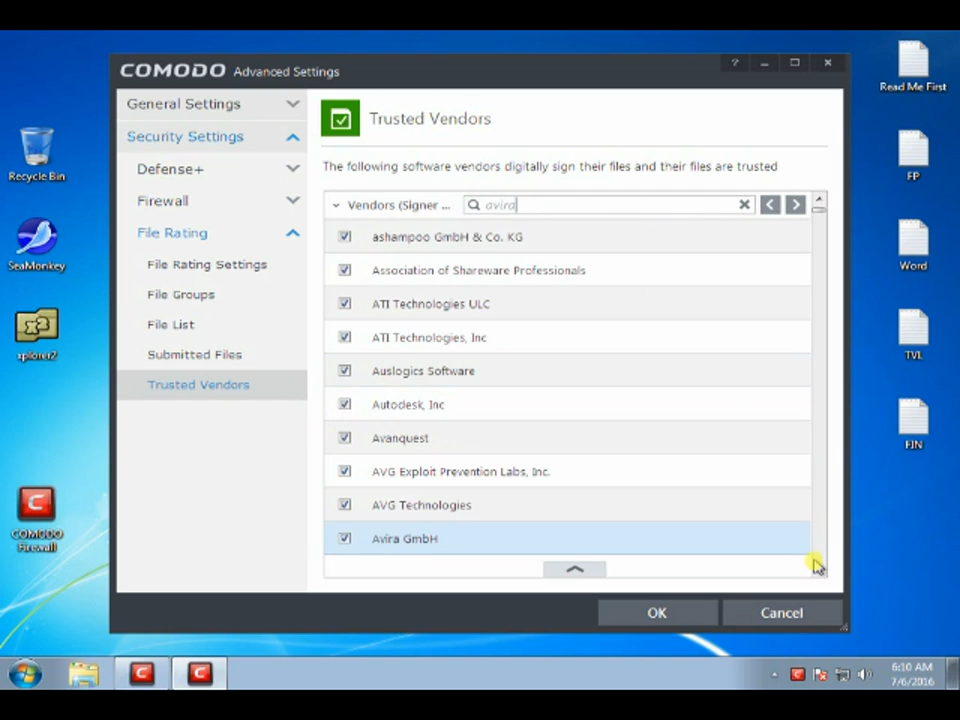 COMODO Advanced Settings
?
General Settings
Security Settings
Defense+
Firewall
File Rating
File Rating Settings
File Groups
File List
Submitted Files
Trusted Vendors
Trusted Vendors
The following software vendors digitally sign their files and their files are trusted
Vendors (Signer ...
avira
ashampoo GmbH & Co. KG
Association of Shareware Professionals
ATI Technologies ULC
ATI Technologies, Inc
Auslogics Software
Autodesk, Inc
Avanquest
AVG Exploit Prevention Labs, Inc.
AVG Technologies
Avira GmbH
OK
Cancel
Recycle Bin
SeaMonkey
x2
xplorer2
C
COMODO
Firewall
Read Me First
FP
Word
TVL
FIN
C
C
C
6:10 AM
7/6/2016